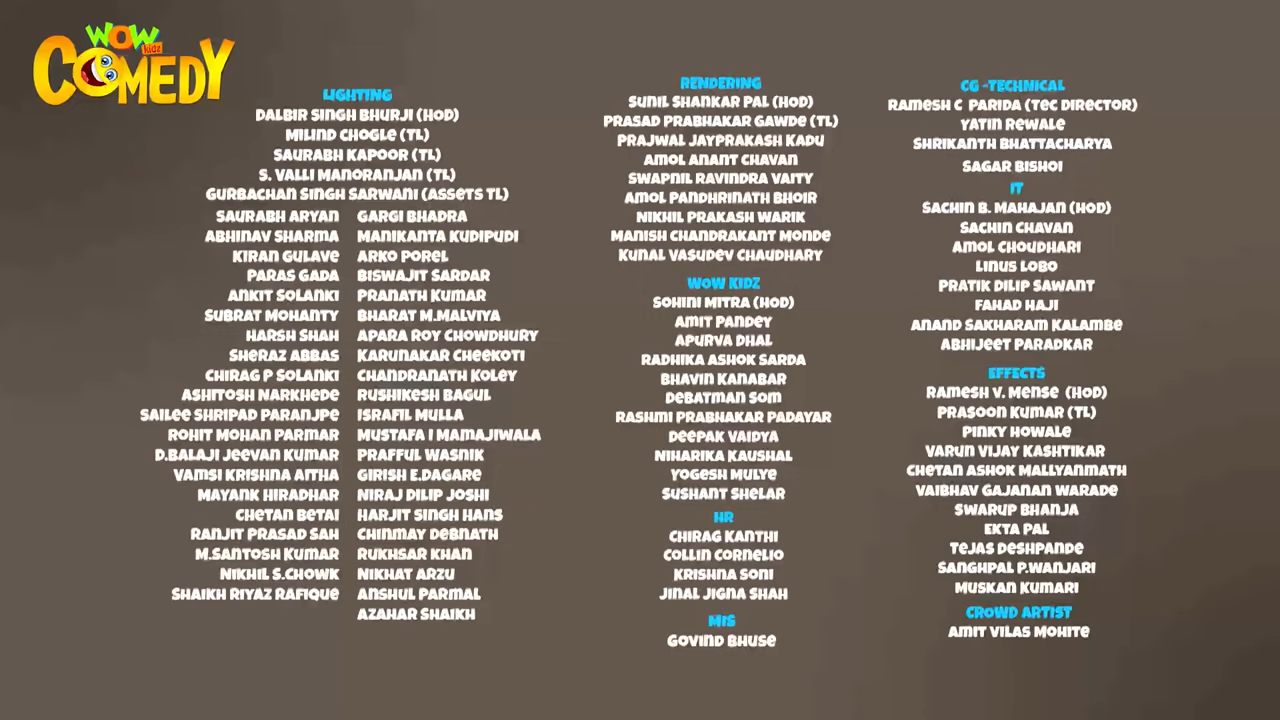 WOW
kidz
COMEDY
LIGHTING
DALBIR SINGH BHURJI (HOD)
MILIND CHOGLE (TL)
SAURABH KAPOOR (TL)
S. VALLI MANORANJAN (TL)
GURBACHAN SINGH SARWANI (ASSETS TL)
SAURABH ARYAN GARGI BHADRA
ABHINAV SHARMA MANIKANTA KUDIPUDI
KIRAN GULAVE ARKO POREL
PARAS GADA BISWAJIT SARDAR
ANKIT SOLANKI PRANATH KUMAR
SUBRAT MOHANTY BHARAT M.MALVIYA
HARSH SHAH APARA ROY CHOWDHURY
SHERAZ ABBAS KARUNAKAR CHEEKOTI
CHIRAG P SOLANKI CHANDRANATH KOLEY
ASHITOSH NARKHEDE RUSHIKESH BAGUL
SAILEE SHRIPAD PARANJPE ISRAFIL MULLA
ROHIT MOHAN PARMAR MUSTAFA I MAMAJIWALA
D.BALAJI JEEVAN KUMAR PRAFFUL WASNIK
VAMSI KRISHNA AITHA GIRISH E.DAGARE
MAYANK HIRADHAR NIRAJ DILIP JOSHI
CHETAN BETAI HARJIT SINGH HANS
RANJIT PRASAD SAH CHINMAY DEBNATH
M.SANTOSH KUMAR RUKHSAR KHAN
NIKHIL S.CHOWK NIKHAT ARZU
SHAIKH RIYAZ RAFIQUE ANSHUL PARMAL
AZAHAR SHAIKH
RENDERING
SUNIL SHANKAR PAL (HOD)
PRASAD PRABHAKAR GAWDE (TL)
PRAJWAL JAYPRAKASH KADU
AMOL ANANT CHAVAN
SWAPNIL RAVINDRA VAITY
AMOL PANDHRINATH BHOIR
NIKHIL PRAKASH WARIK
MANISH CHANDRAKANT MONDE
KUNAL VASUDEV CHAUDHARY
WOW KIDZ
SOHINI MITRA (HOD)
AMIT PANDEY
APURVA DHAL
RADHIKA ASHOK SARDA
BHAVIN KANABAR
DEBATMAN SOM
RASHMI PRABHAKAR PADAYAR
DEEPAK VAIDYA
NIHARIKA KAUSHAL
YOGESH MULYE
SUSHANT SHELAR
HR
CHIRAG KANTHI
COLLIN CORNELIO
KRISHNA SONI
JINAL JIGNA SHAH
MIS
GOVIND BHUSE
CG -TECHNICAL
RAMESH C PARIDA (TEC DIRECTOR)
YATIN REWALE
SHRIKANTH BHATTACHARYA
SAGAR BISHOI
IT
SACHIN B. MAHAJAN (HOD)
SACHIN CHAVAN
AMOL CHOUDHARI
LINUS LOBO
PRATIK DILIP SAWANT
FAHAD HAJI
ANAND SAKHARAM KALAMBE
ABHIJEET PARADKAR
EFFECTS
RAMESH V. MENSE (HOD)
PRASOON KUMAR (TL)
PINKY HOWALE
VARUN VIJAY KASHTIKAR
CHETAN ASHOK MALLYANMATH
VAIBHAV GAJANAN WARADE
SWARUP BHANJA
EKTA PAL
TEJAS DESHPANDE
SANGHPAL P.WANJARI
MUSKAN KUMARI
CROWD ARTIST
AMIT VILAS MOHITE